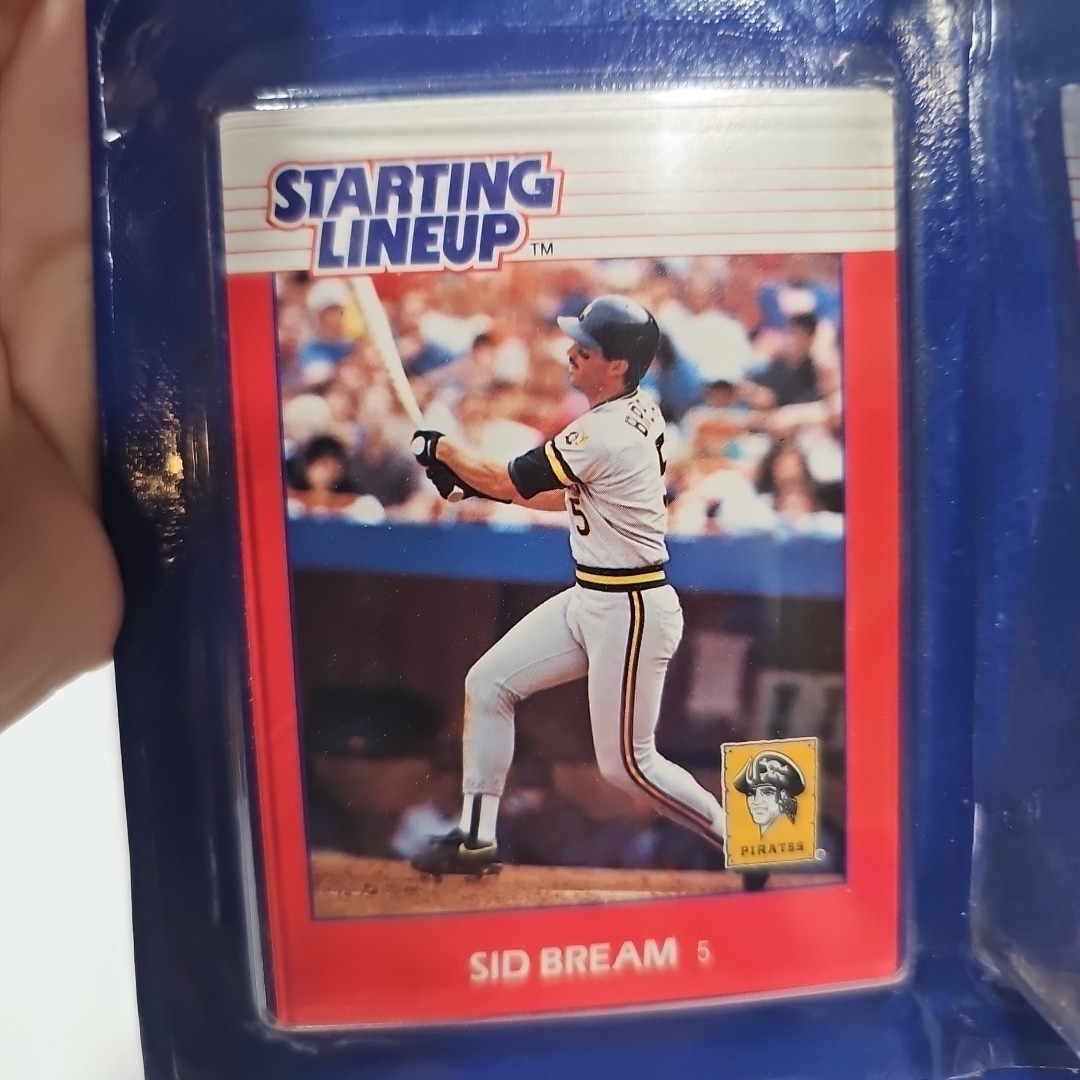 STARTING
LINEUP ™
5
PIRATES ®
SID BREAM 5